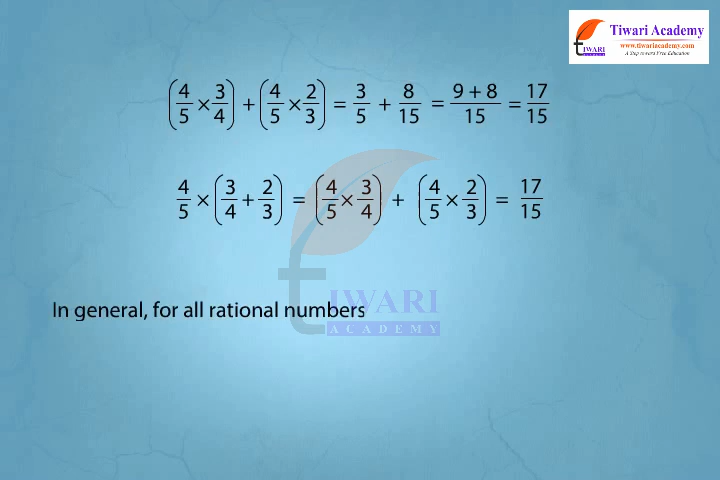 Tiwari Academy
www.tiwariacademy.com
A Step toward Free Education
TIWARI
(4/5 × 3/4) + (4/5 × 2/3) = 3/5 + 8/15 = 9 + 8/15 = 17/15
4/5 × (3/4 + 2/3) = (4/5 × 3/4) + (4/5 × 2/3) = 17/15
In general, for all rational numbers
TIWARI
ACADEMY